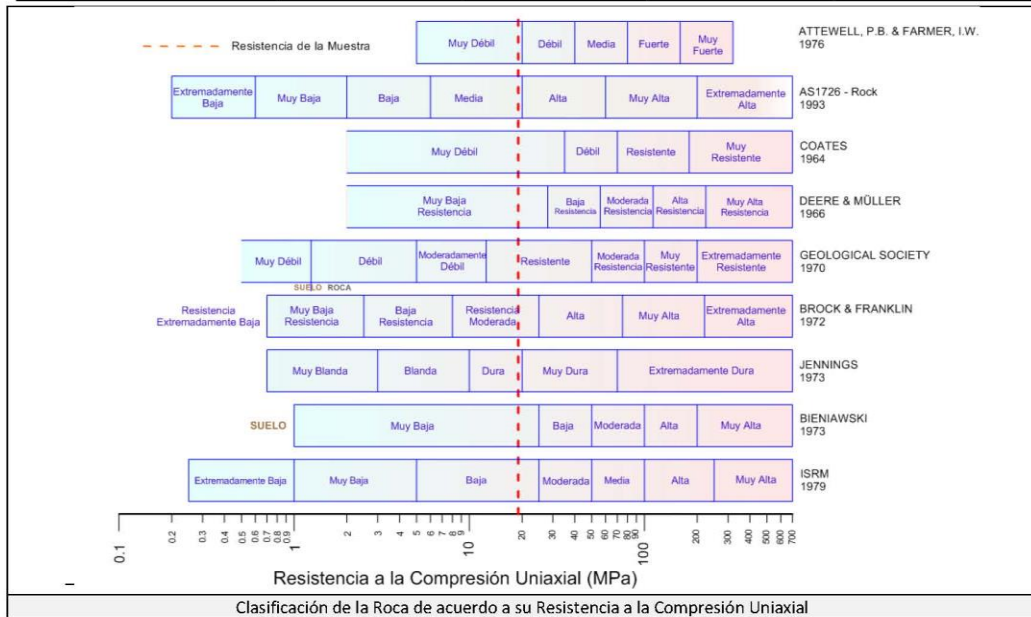 Resistencia de la Muestra
Muy Débil
Débil
Media
Fuerte
Muy
Fuerte
ATTEWELL, P.B. & FARMER, I.W.
1976
Extremadamente
Baja
Muy Baja
Baja
Media
Alta
Muy Alta
Extremadamente
Alta
AS1726 - Rock
1993
Muy Débil
Débil
Resistente
Muy
Resistente
COATES
1964
Muy Baja
Resistencia
Baja
Resistencia
Moderada
Resistencia
Alta
Resistencia
Muy Alta
Resistencia
DEERE & MÜLLER
1966
Muy Débil
Débil
Moderadamente
Débil
Resistente
Moderada
Resistencia
Muy
Resistente
Extremadamente
Resistente
GEOLOGICAL SOCIETY
1970
SUELO ROCA
Resistencia
Extremadamente Baja
Muy Baja
Resistencia
Baja
Resistencia
Resistencia
Moderada
Alta
Muy Alta
Extremadamente
Alta
BROCK & FRANKLIN
1972
Muy Blanda
Blanda
Dura
Muy Dura
Extremadamente Dura
JENNINGS
1973
SUELO
Muy Baja
Baja
Moderada
Alta
Muy Alta
BIENIAWSKI
1973
Extremadamente Baja
Muy Baja
Baja
Moderada
Media
Alta
Muy Alta
ISRM
1979
0.1 0.2 0.3 0.4 0.5 0.6 0.7 0.8 0.9 1 2 3 4 5 6 7 8 9 10 20 30 40 50 60 70 80 90 100 200 300 400 500 600 700
Resistencia a la Compresión Uniaxial (MPa)
Clasificación de la Roca de acuerdo a su Resistencia a la Compresión Uniaxial